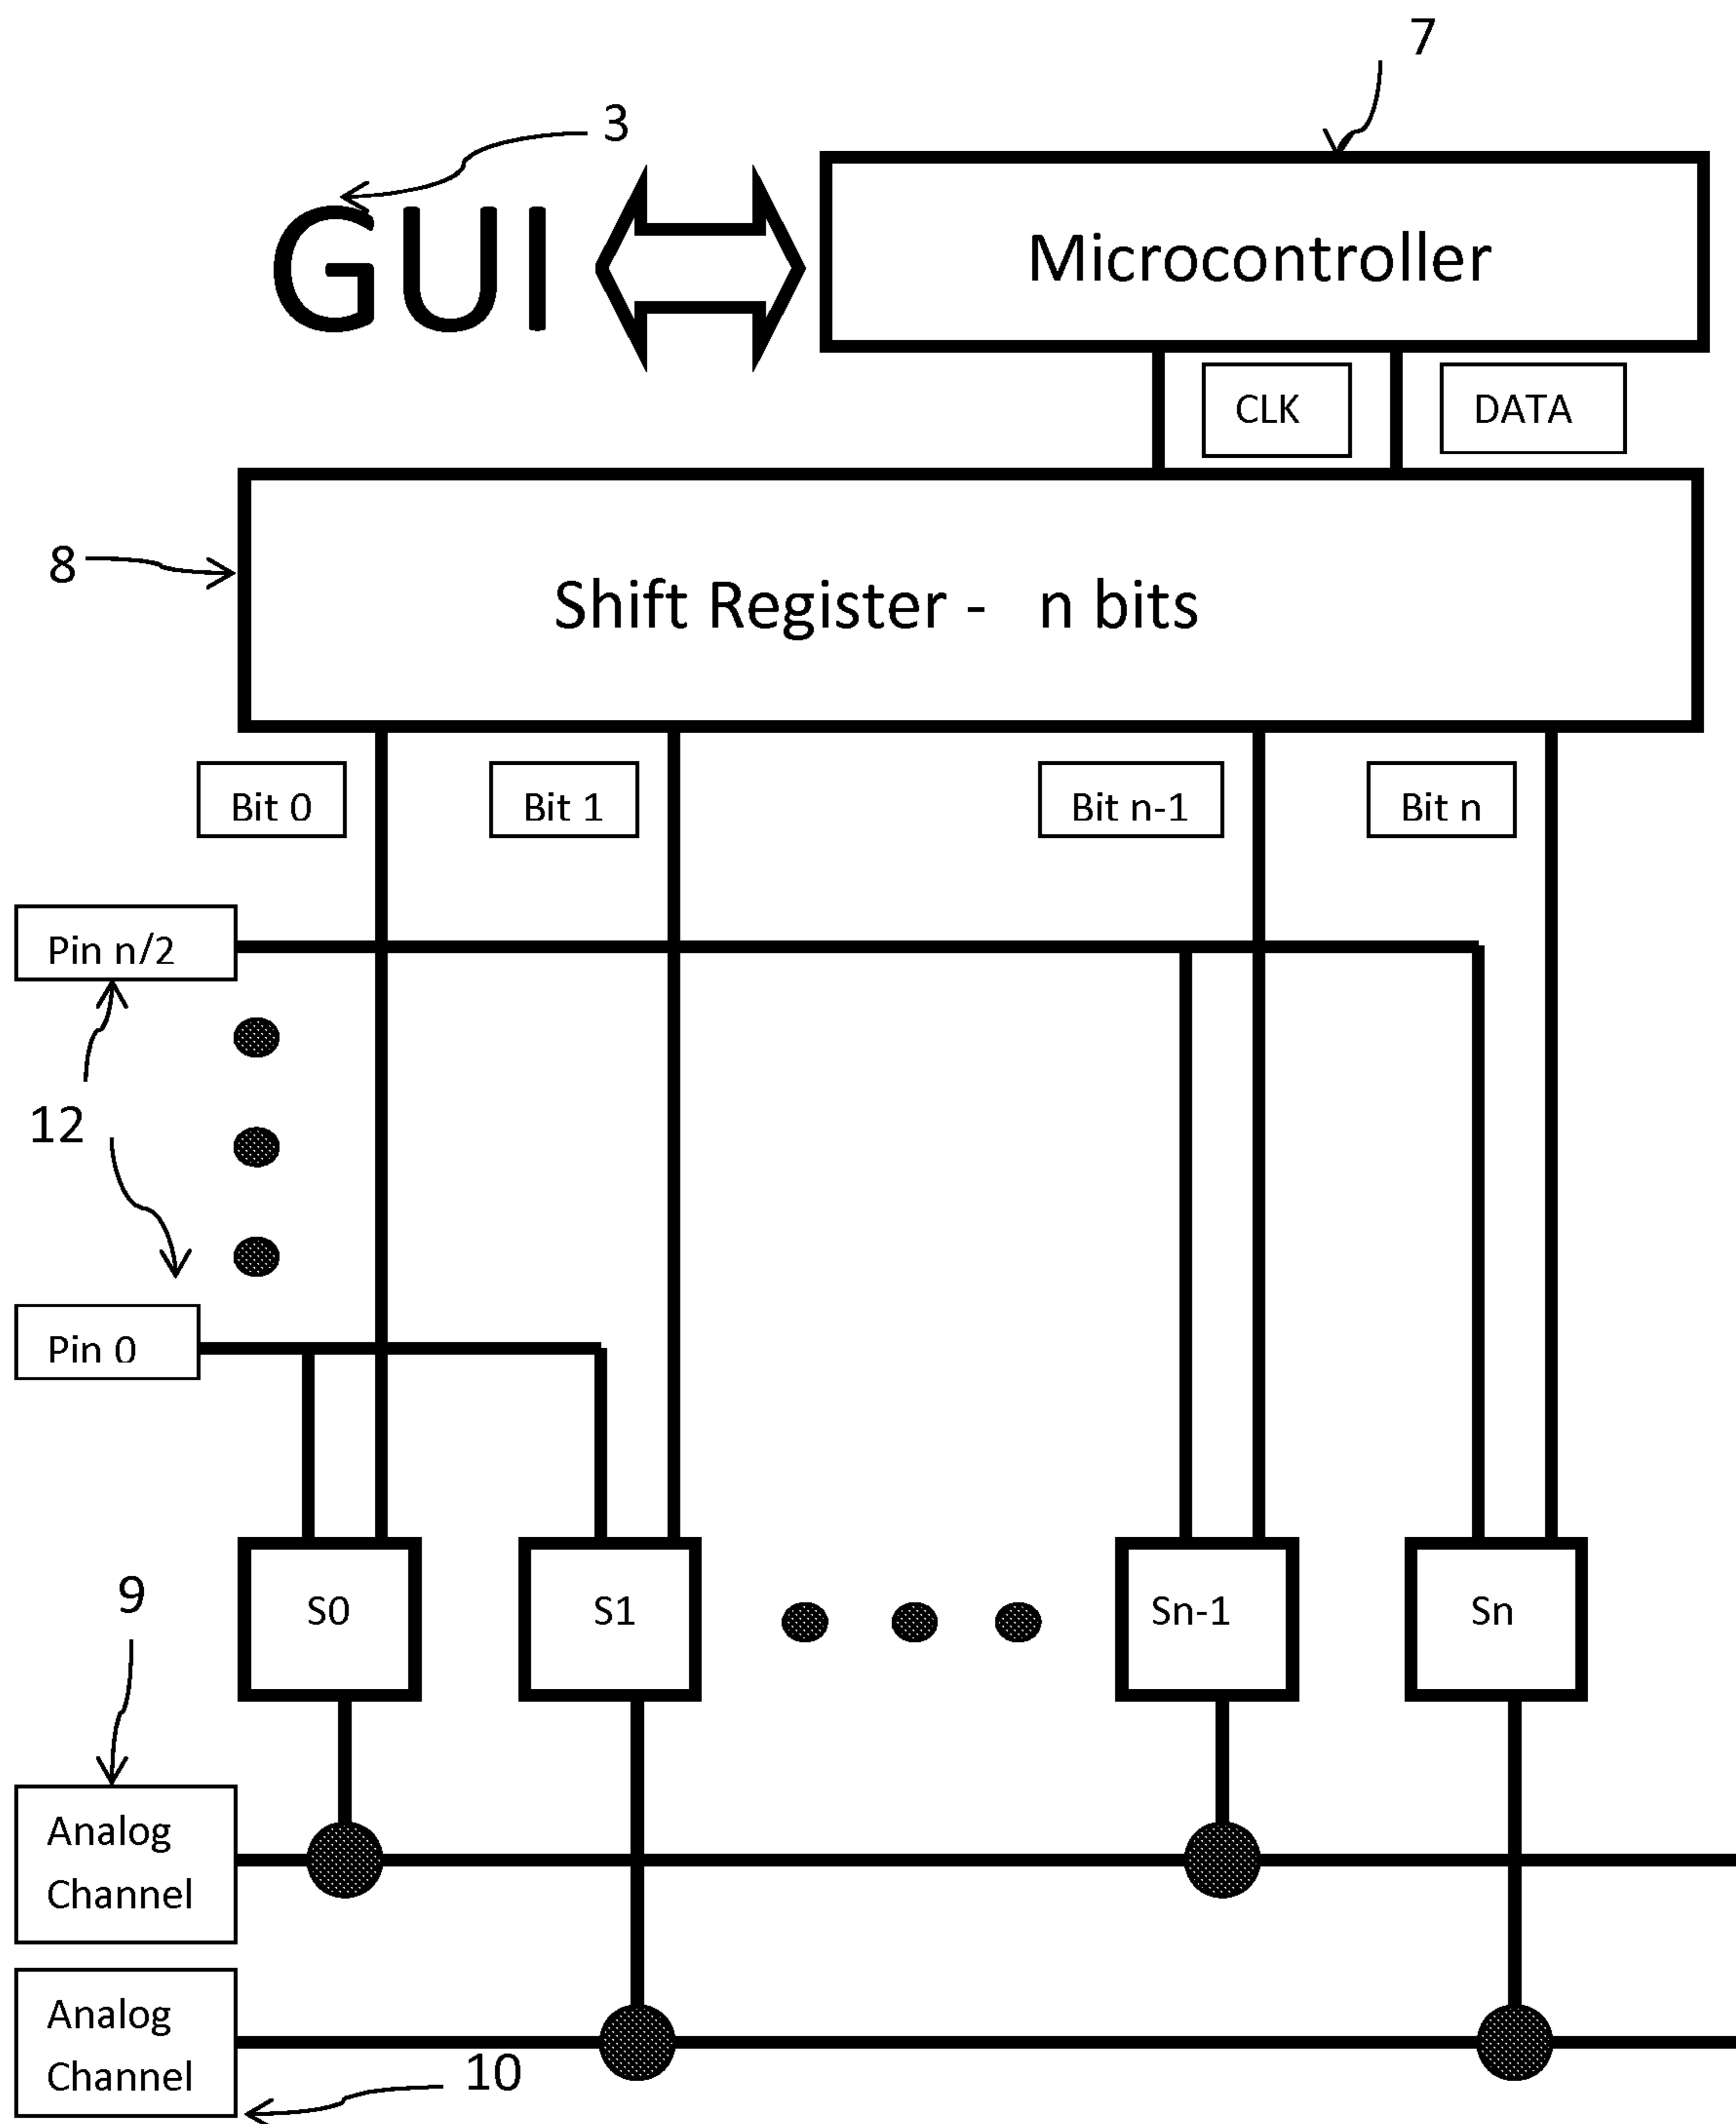 7
3
GUI
Microcontroller
CLK
DATA
8
Shift Register - n bits
Bit 0
Bit 1
Bit n-1
Bit n
Pin n/2
12
Pin 0
9
S0
S1
Sn-1
Sn
Analog
Channel
Analog
Channel
10